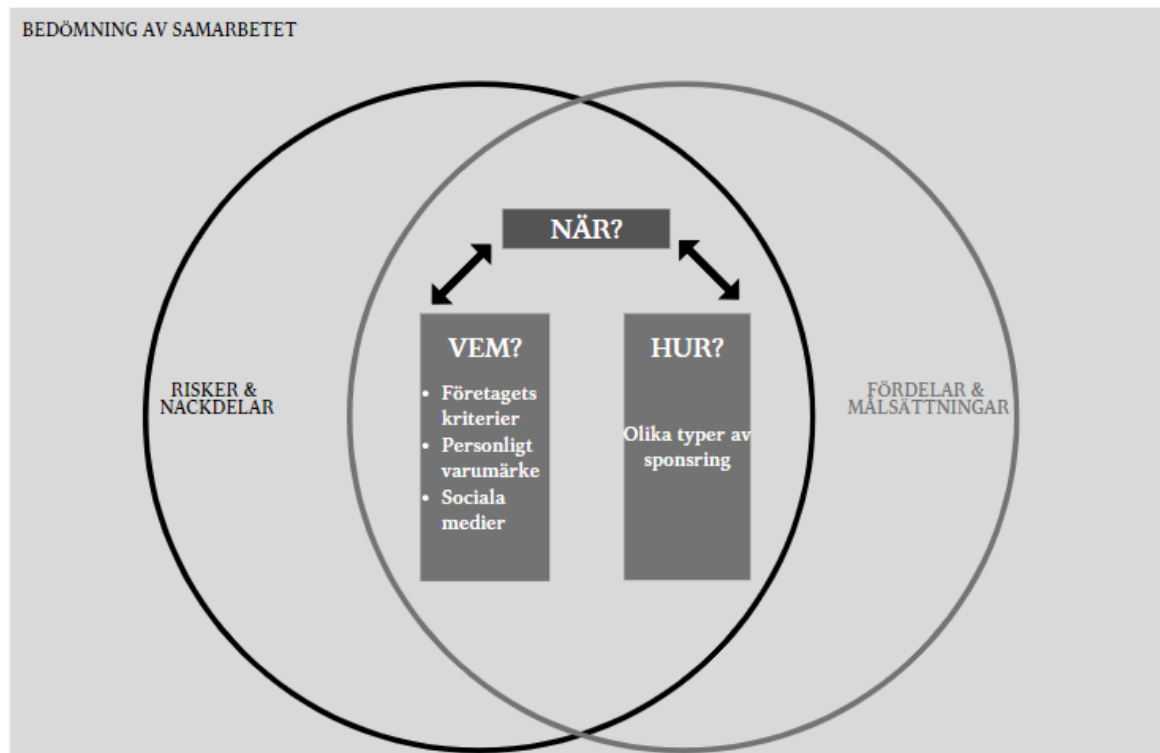 BEDÖMNING AV SAMARBETET
NÄR?
VEM?
• Företagets
kriterier
• Personligt
varumärke
• Sociala
medier
HUR?
Olika typer av
sponsring
RISKER &
NACKDELAR
FÖRDELAR &
MÅLSÄTTNINGAR